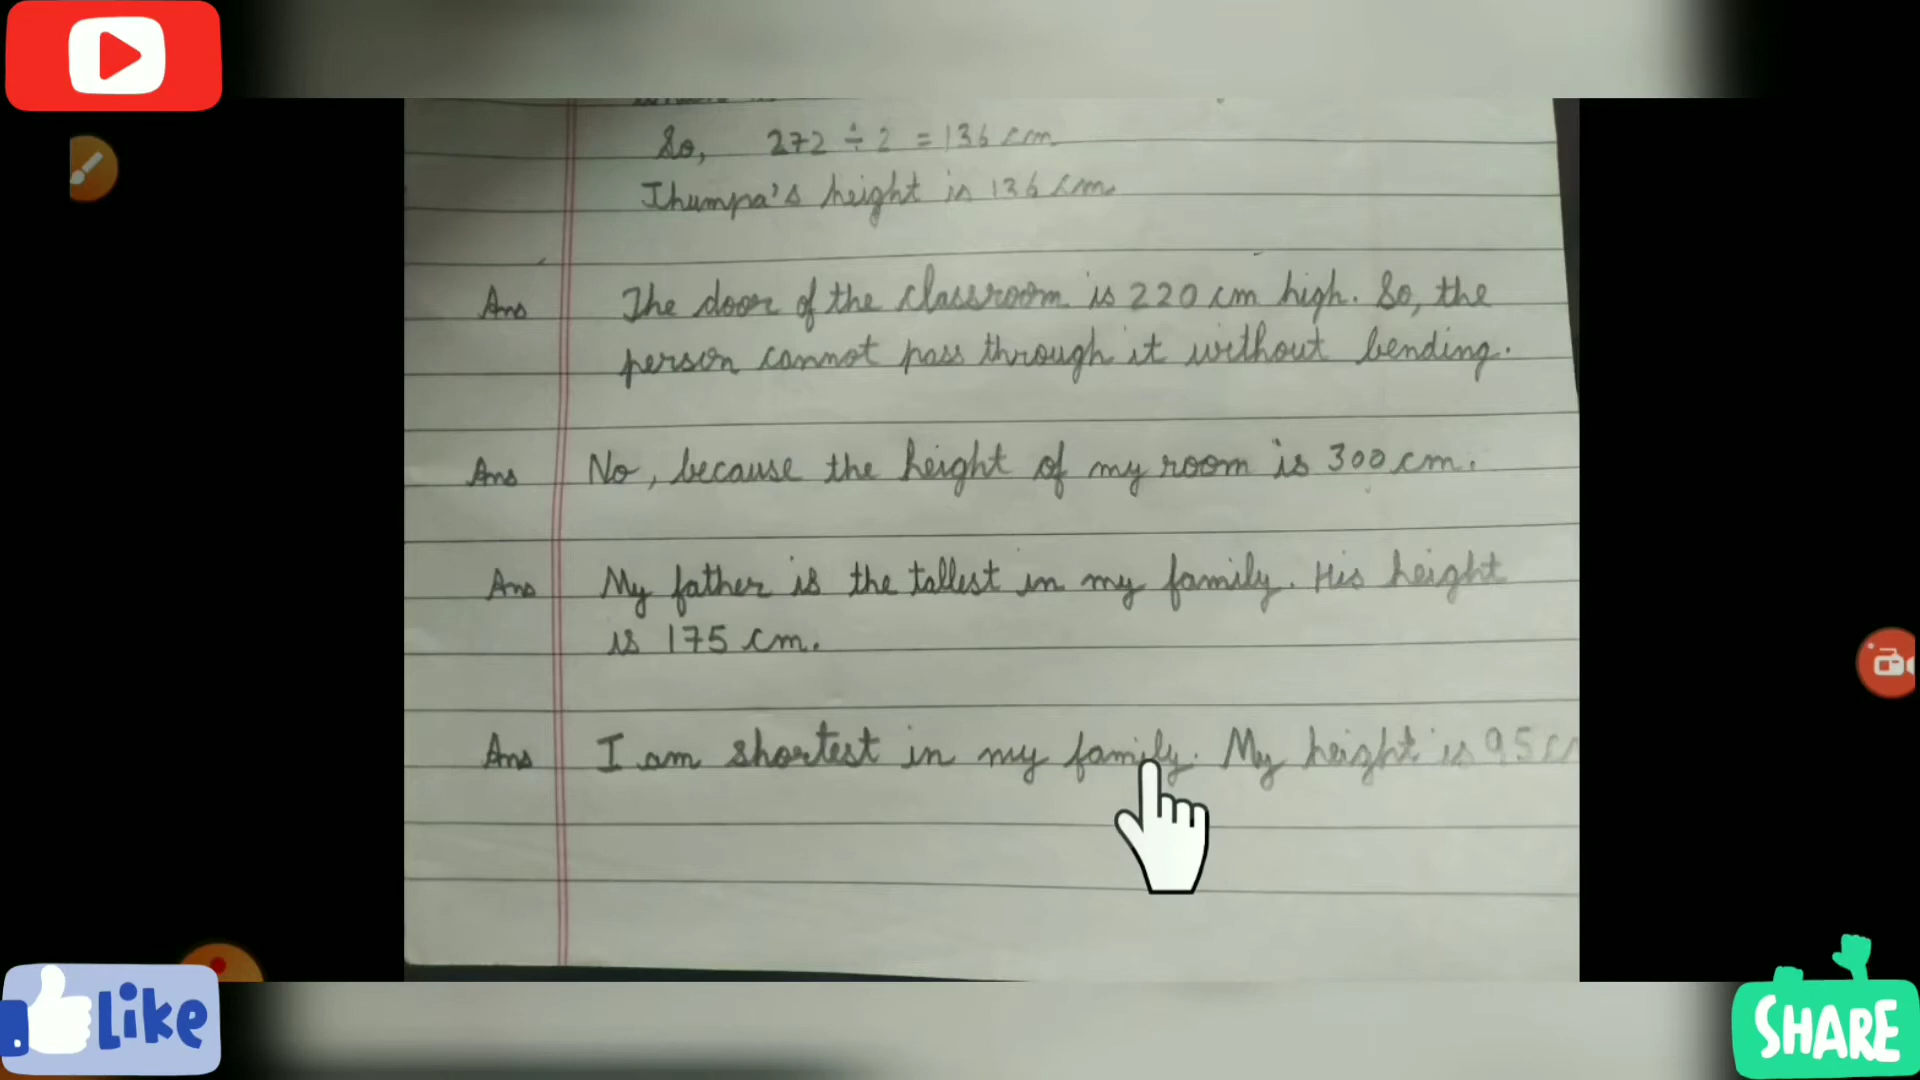 So, 272 ÷ 2 = 136 cm
Jhumpa's height is 136 cm.
Ans The door of the classroom is 220 cm high. So, the
person cannot pass through it without bending.
Ans No, because the height of my room is 300 cm.
Ans My father is the tallest in my family. His height
is 175 cm.
Ans I am shortest in my family. My height is 95 c
Like
SHARE